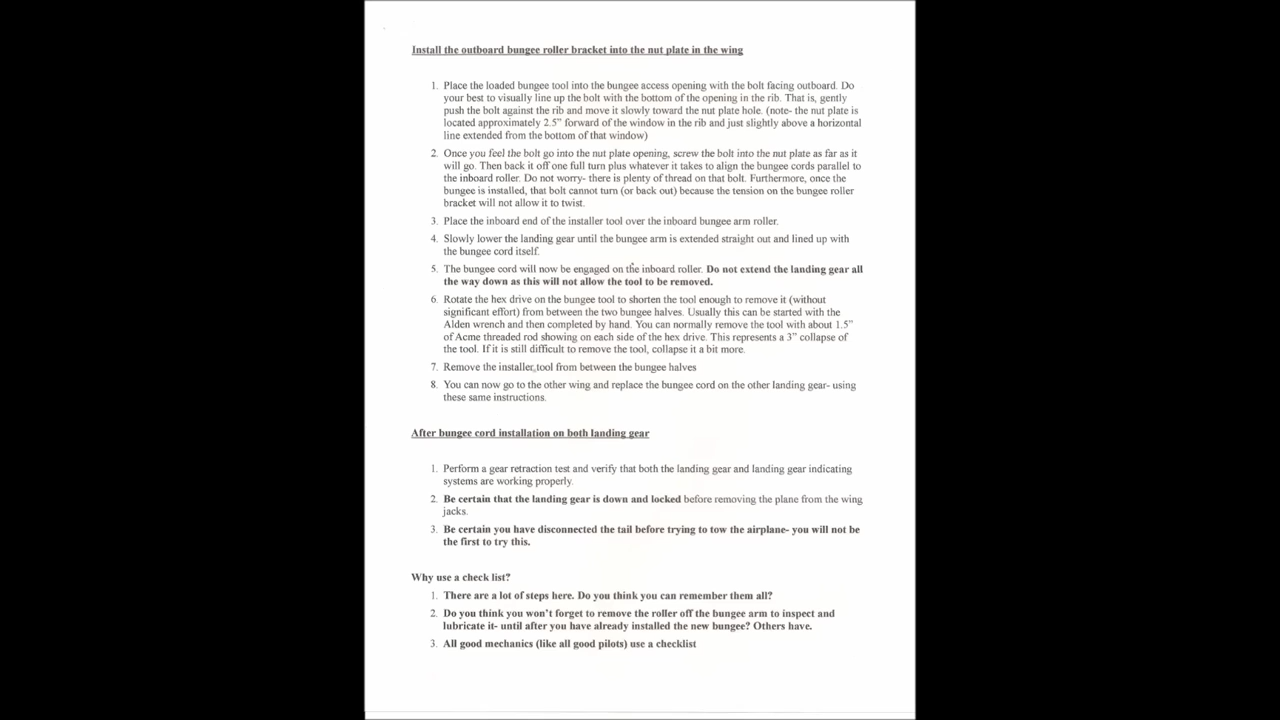 Install the outboard bungee roller bracket into the nut plate in the wing
1. Place the loaded bungee tool into the bungee access opening with the bolt facing outboard. Do
your best to visually line up the bolt with the bottom of the opening in the rib. That is, gently
push the bolt against the rib and move it slowly toward the nut plate hole. (note- the nut plate is
located approximately 2.5" forward of the window in the rib and just slightly above a horizontal
line extended from the bottom of that window)
2. Once you feel the bolt go into the nut plate opening, screw the bolt into the nut plate as far as it
will go. Then back it off one full turn plus whatever it takes to align the bungee cords parallel to
the inboard roller. Do not worry- there is plenty of thread on that bolt. Furthermore, once the
bungee is installed, that bolt cannot turn (or back out) because the tension on the bungee roller
bracket will not allow it to twist.
3. Place the inboard end of the installer tool over the inboard bungee arm roller.
4. Slowly lower the landing gear until the bungee arm is extended straight out and lined up with
the bungee cord itself.
5. The bungee cord will now be engaged on the inboard roller. Do not extend the landing gear all
the way down as this will not allow the tool to be removed.
6. Rotate the hex drive on the bungee tool to shorten the tool enough to remove it (without
significant effort) from between the two bungee halves. Usually this can be started with the
Alden wrench and then completed by hand. You can normally remove the tool with about 1.5"
of Acme threaded rod showing on each side of the hex drive. This represents a 3" collapse of
the tool. If it is still difficult to remove the tool, collapse it a bit more.
7. Remove the installer tool from between the bungee halves
8. You can now go to the other wing and replace the bungee cord on the other landing gear- using
these same instructions.
After bungee cord installation on both landing gear
1. Perform a gear retraction test and verify that both the landing gear and landing gear indicating
systems are working properly.
2. Be certain that the landing gear is down and locked before removing the plane from the wing
jacks.
3. Be certain you have disconnected the tail before trying to tow the airplane- you will not be
the first to try this.
Why use a check list?
1. There are a lot of steps here. Do you think you can remember them all?
2. Do you think you won't forget to remove the roller off the bungee arm to inspect and
lubricate it- until after you have already installed the new bungee? Others have.
3. All good mechanics (like all good pilots) use a checklist